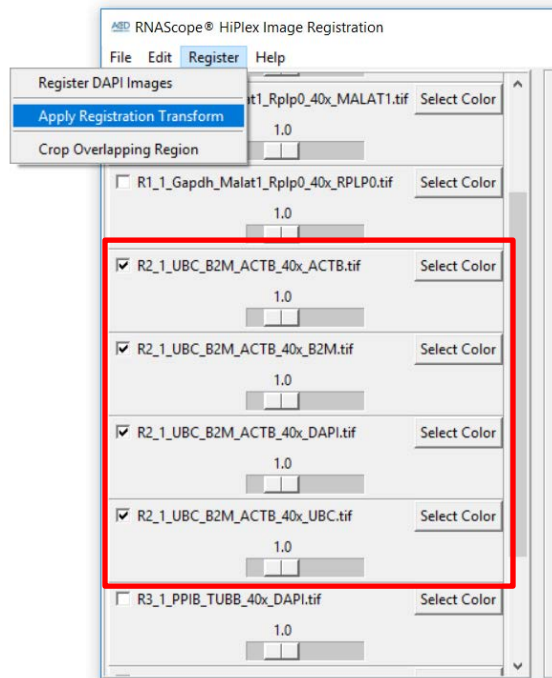 ACD RNAScope® HiPlex Image Registration
File Edit Register Help
Register DAPI Images
Apply Registration Transform
Crop Overlapping Region
at1_Rplp0_40x_MALAT1.tif Select Color
1.0
R1_1_Gapdh_Malat1_Rplp0_40x_RPLP0.tif Select Color
1.0
R2_1_UBC_B2M_ACTB_40x_ACTB.tif Select Color
1.0
R2_1_UBC_B2M_ACTB_40x_B2M.tif Select Color
1.0
R2_1_UBC_B2M_ACTB_40x_DAPI.tif Select Color
1.0
R2_1_UBC_B2M_ACTB_40x_UBC.tif Select Color
1.0
R3_1_PPIB_TUBB_40x_DAPI.tif Select Color
1.0